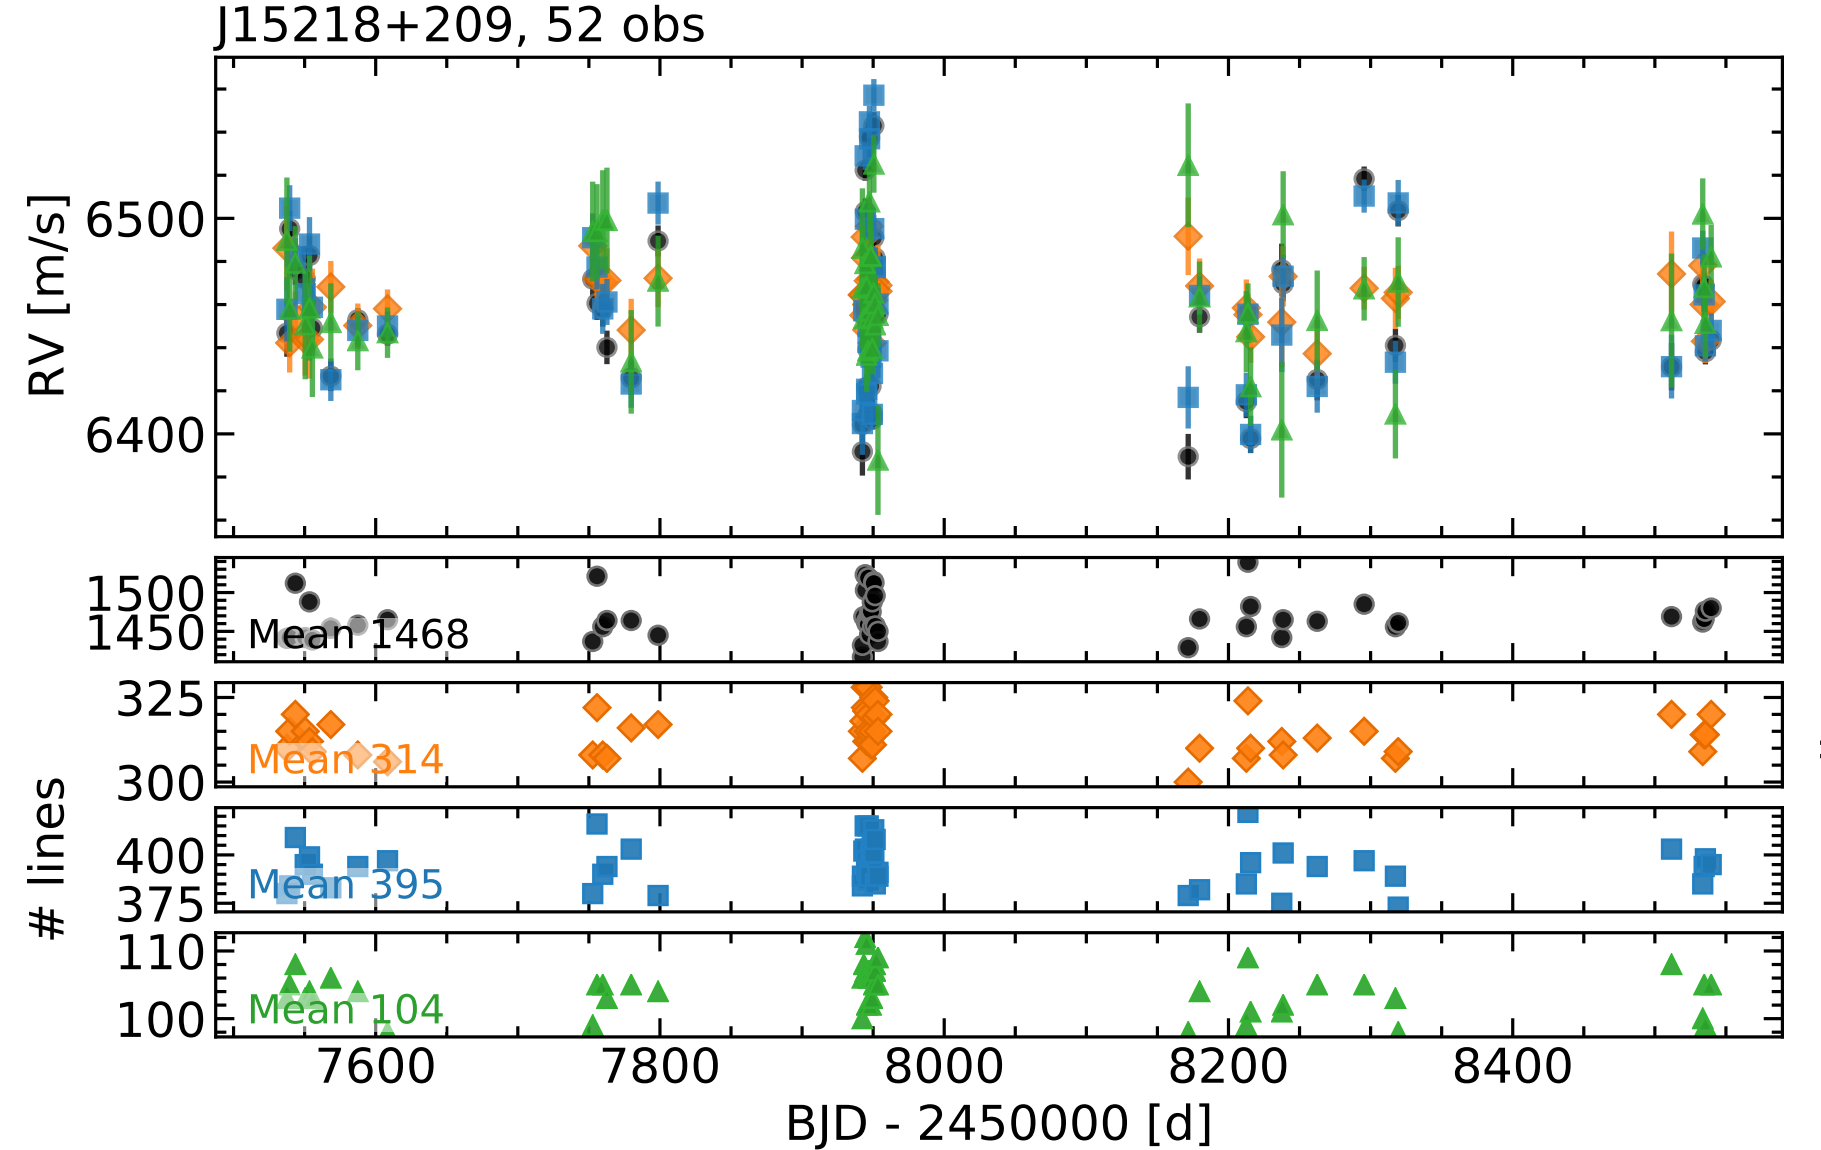 J15218+209, 52 obs
RV [m/s]
6500
6400
1500
1450
Mean 1468
325
300
Mean 314
# lines
400
375
Mean 395
110
100
Mean 104
7600 7800 8000 8200 8400
BJD - 2450000 [d]